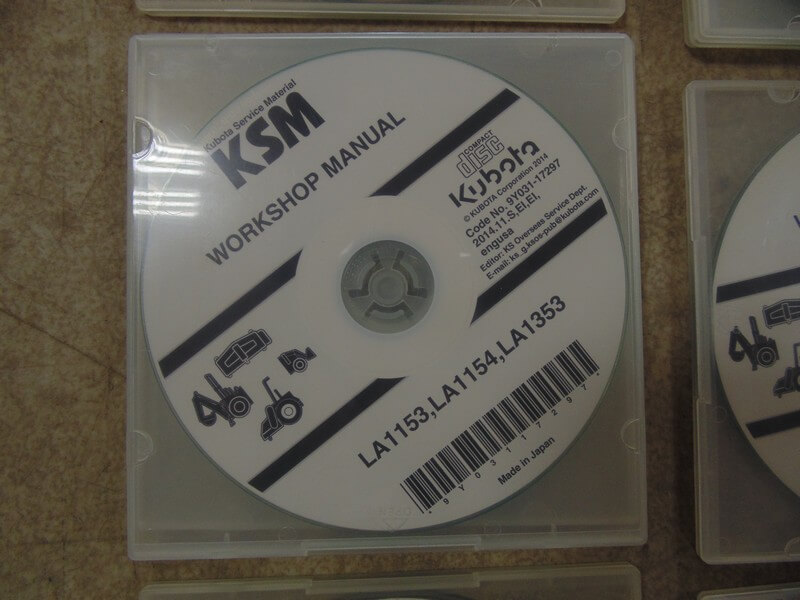 Kubota Service Material
KSM
WORKSHOP MANUAL
COMPACT
disc
Kubota
© KUBOTA Corporation 2014
Code No. 9Y031-17297
2014.11.S,EI,EI,
engusa
Editor: KS Overseas Service Dept.
E-mail: ks_g.ksos-pub@kubota.com
LA1153,LA1154,LA1353
9Y03117297
Made in Japan
OPEN